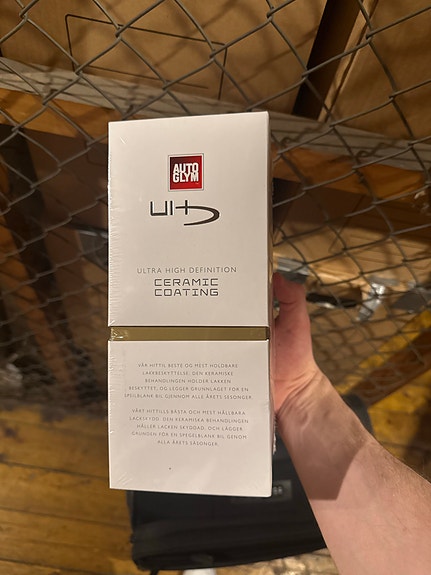 AUTO
GLYM
UHD
ULTRA HIGH DEFINITION
CERAMIC
COATING
VÅR HITTIL BESTE OG MEST HOLDBARE
LAKKBESKYTTELSE. DEN KERAMISKE
BEHANDLINGEN HOLDER LAKKEN
BESKYTTET, OG LEGGER GRUNNLAGET FOR EN
SPEILBLANK BIL GJENNOM ALLE ÅRETS SESONGER.
VÅRT HITTILLS BÄSTA OCH MEST HÅLLBARA
LACKSKYDD. DEN KERAMISKA BEHANDLINGEN
HÅLLER LACKEN SKYDDAD, OCH LÄGGER
GRUNDEN FÖR EN SPEGELBLANK BIL GENOM
ALLA ÅRETS SÄSONGER.